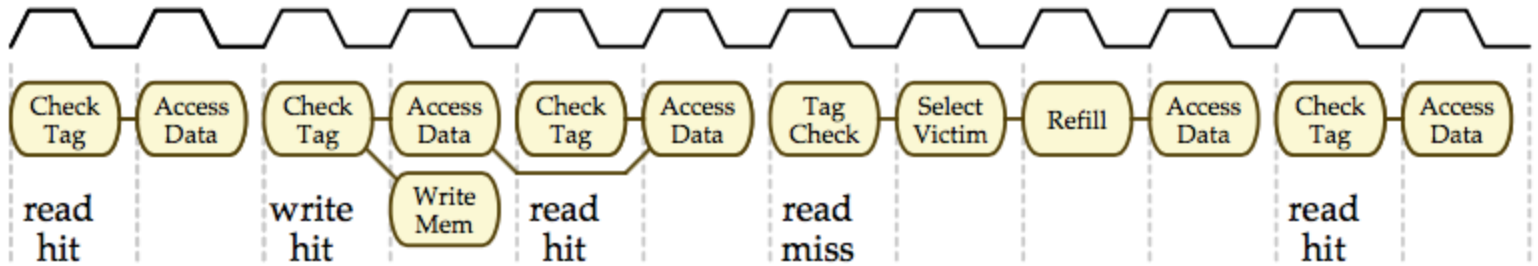 Check
Tag
Access
Data
Check
Tag
Access
Data
Check
Tag
Access
Data
Tag
Check
Select
Victim
Refill
Access
Data
Check
Tag
Access
Data
Write
Mem
read
hit
write
hit
read
hit
read
miss
read
hit